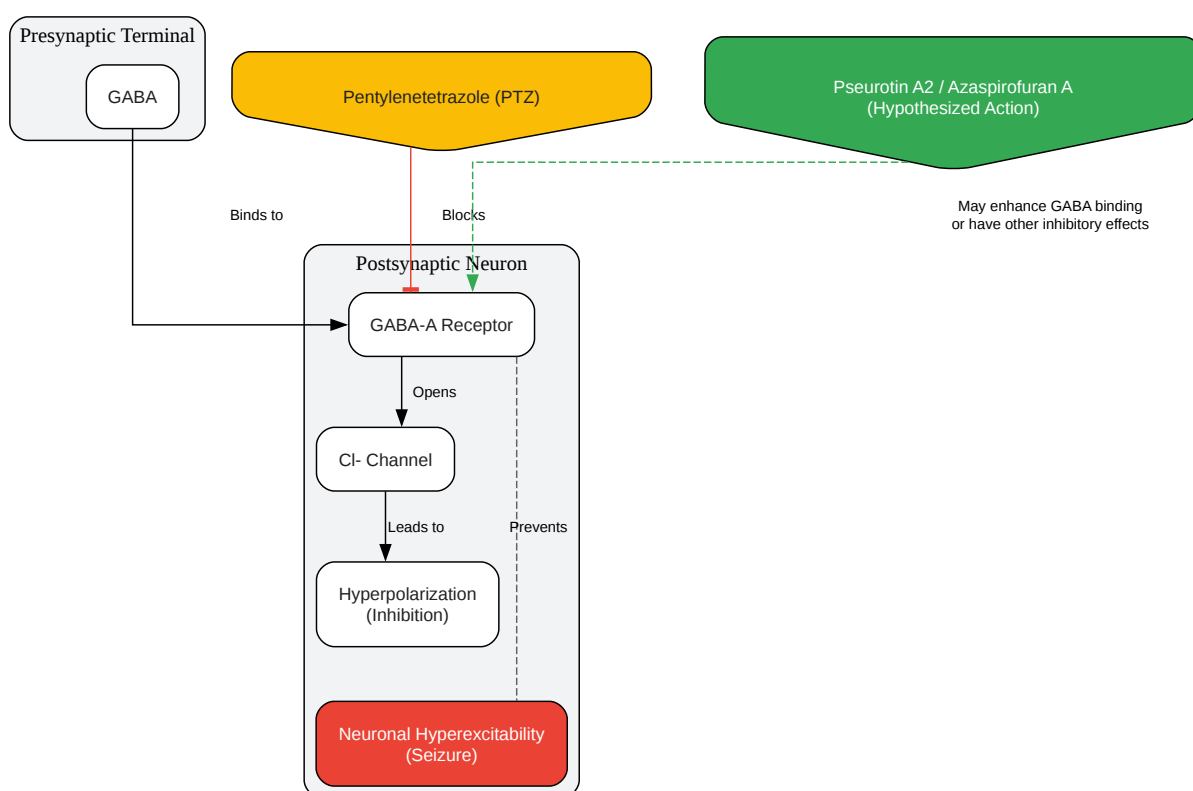 Presynaptic Terminal
GABA
Pentylenetetrazole (PTZ)
Pseurotin A2 / Azaspirofuran A
(Hypothesized Action)
Binds to
Blocks
May enhance GABA binding
or have other inhibitory effects
Postsynaptic Neuron
GABA-A Receptor
Opens
Cl- Channel
Leads to
Prevents
Hyperpolarization
(Inhibition)
Neuronal Hyperexcitability
(Seizure)